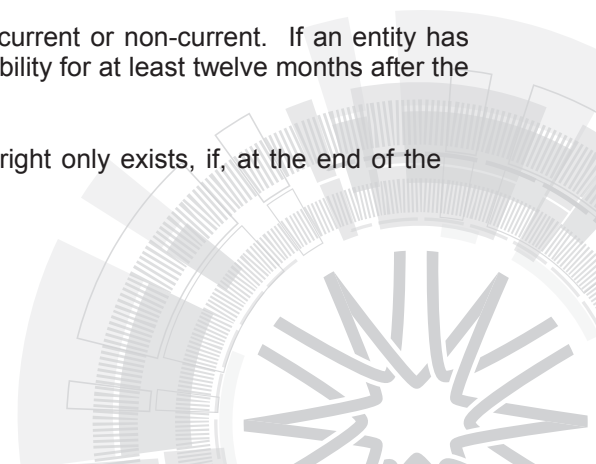 current or non-current. If an entity has
bility for at least twelve months after the
right only exists, if, at the end of the